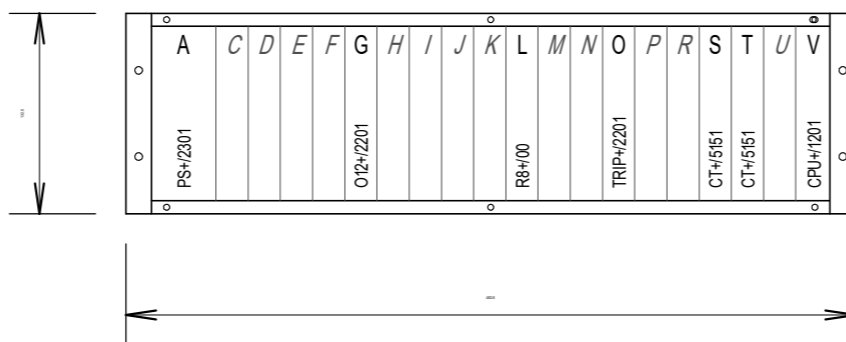 A C D E F G H I J K L M N O P R S T U V
PS+/2301
O12+/2201
R8+/00
TRIP+/2201
CT+/5151
CT+/5151
CPU+/1201